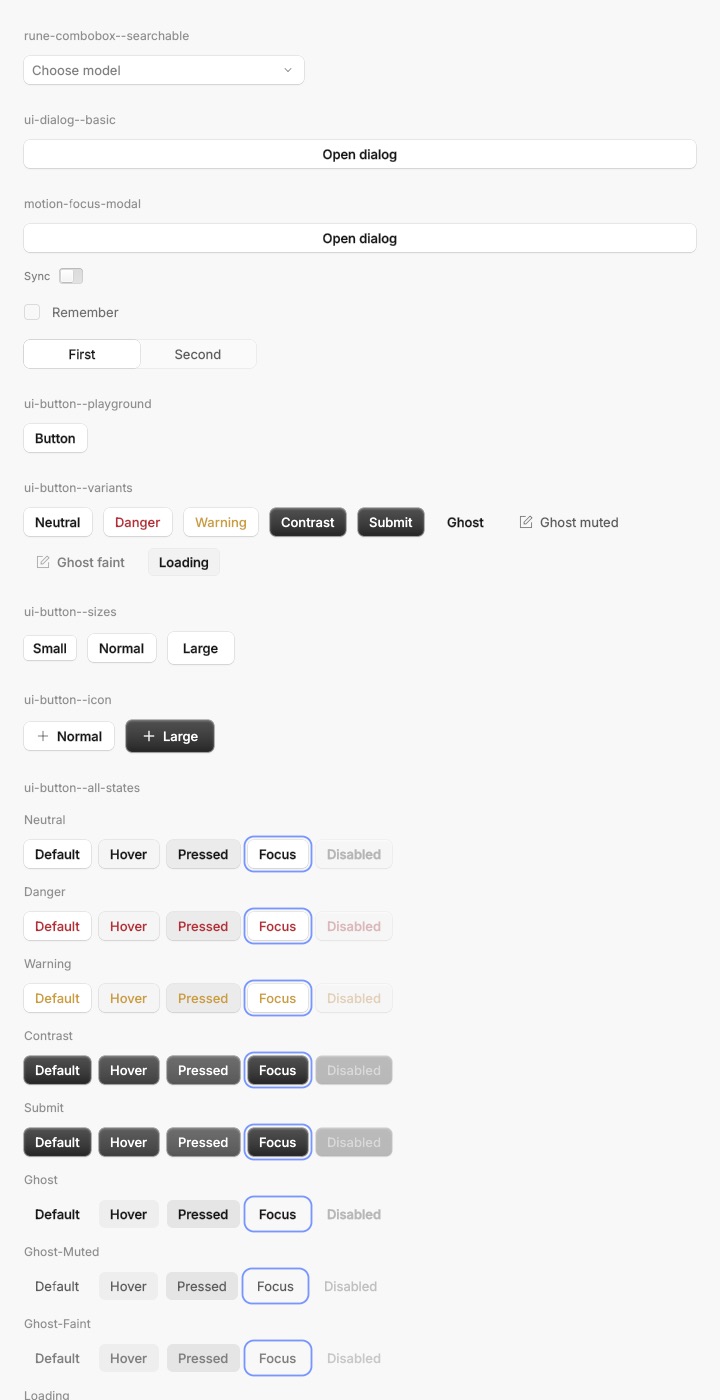 rune-combobox--searchable
Choose model
ui-dialog--basic
Open dialog
motion-focus-modal
Open dialog
Sync
Remember
First Second
ui-button--playground
Button
ui-button--variants
Neutral Danger Warning Contrast Submit Ghost Ghost muted
Ghost faint Loading
ui-button--sizes
Small Normal Large
ui-button--icon
Normal Large
ui-button--all-states
Neutral
Default Hover Pressed Focus Disabled
Danger
Default Hover Pressed Focus Disabled
Warning
Default Hover Pressed Focus Disabled
Contrast
Default Hover Pressed Focus Disabled
Submit
Default Hover Pressed Focus Disabled
Ghost
Default Hover Pressed Focus Disabled
Ghost-Muted
Default Hover Pressed Focus Disabled
Ghost-Faint
Default Hover Pressed Focus Disabled
Loading